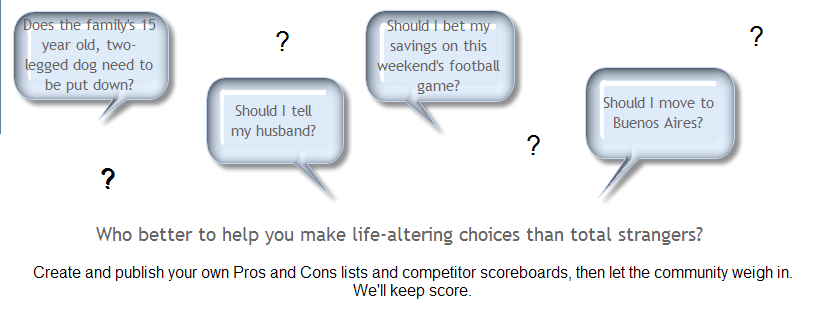 Does the family's 15
year old, two-
legged dog need to
be put down?
?
Should I tell
my husband?
Should I bet my
savings on this
weekend's football
game?
?
Should I move to
Buenos Aires?
?
?
Who better to help you make life-altering choices than total strangers?
Create and publish your own Pros and Cons lists and competitor scoreboards, then let the community weigh in.
We'll keep score.